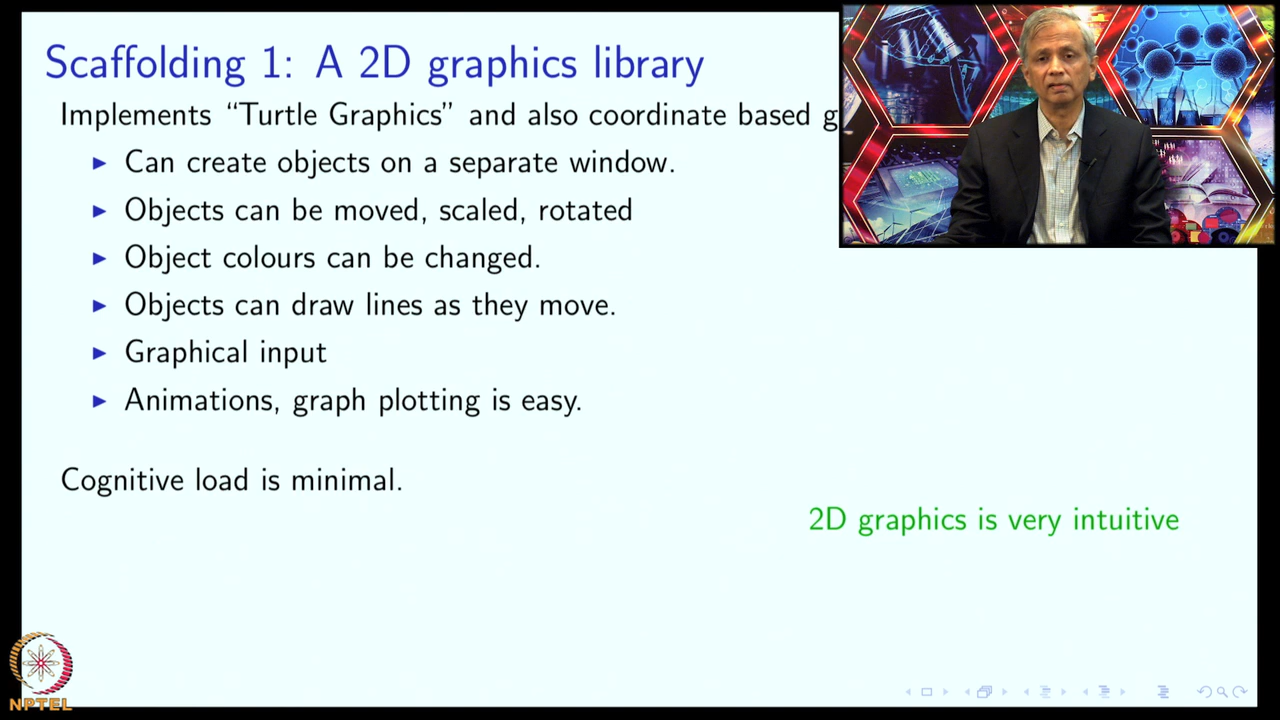 Scaffolding 1: A 2D graphics library
Implements “Turtle Graphics” and also coordinate based g
Can create objects on a separate window.
Objects can be moved, scaled, rotated
Object colours can be changed.
Objects can draw lines as they move.
Graphical input
Animations, graph plotting is easy.
Cognitive load is minimal.
2D graphics is very intuitive
NPTEL